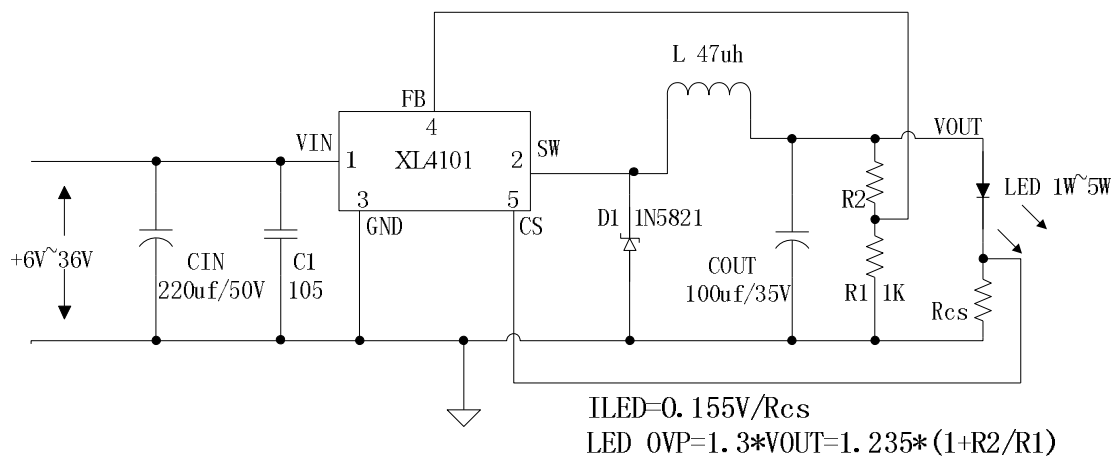 L 47uh
FB
4
VIN
1
XL4101
2
SW
VOUT
3
5
GND
CS
R2
LED 1W~5W
D1 1N5821
+6V~36V
CIN
220uf/50V
C1
105
COUT
100uf/35V
R1 1K
Rcs
ILED=0.155V/Rcs
LED OVP=1.3*VOUT=1.235*(1+R2/R1)